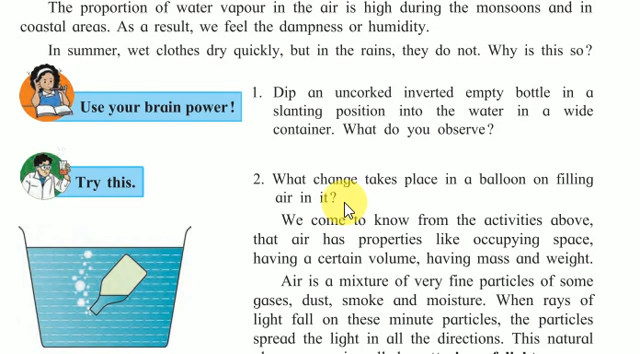 The proportion of water vapour in the air is high during the monsoons and in
coastal areas. As a result, we feel the dampness or humidity.
In summer, wet clothes dry quickly, but in the rains, they do not. Why is this so?
Use your brain power!
1. Dip an uncorked inverted empty bottle in a
slanting position into the water in a wide
container. What do you observe?
Try this.
2. What change takes place in a balloon on filling
air in it?
We come to know from the activities above,
that air has properties like occupying space,
having a certain volume, having mass and weight.
Air is a mixture of very fine particles of some
gases, dust, smoke and moisture. When rays of
light fall on these minute particles, the particles
spread the light in all the directions. This natural